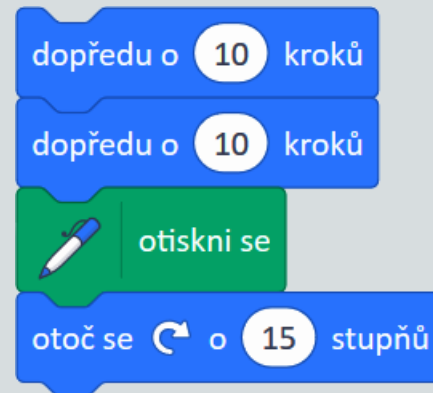 dopředu o 10 kroků
dopředu o 10 kroků
otiskni se
otoč se o 15 stupňů